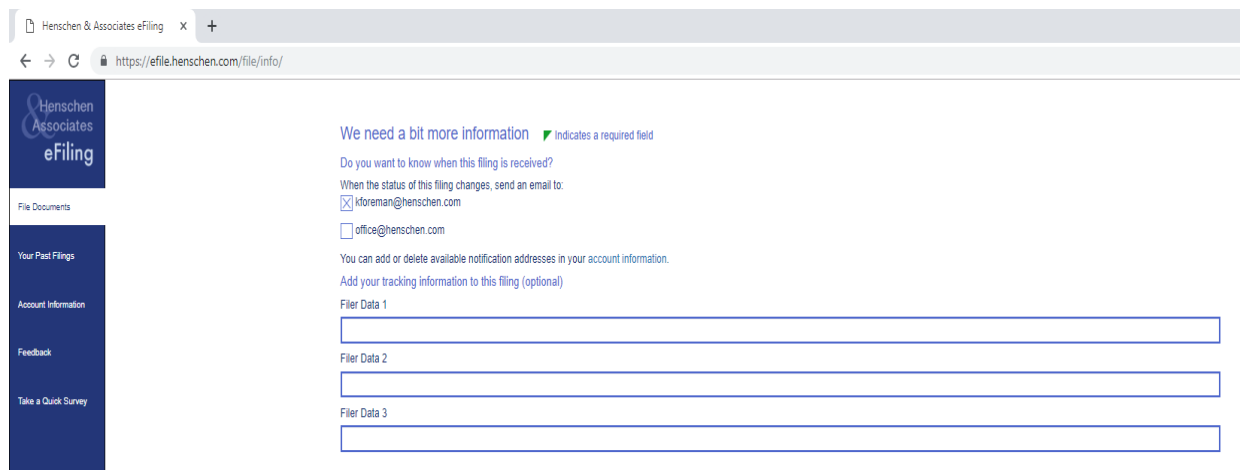 Henschen & Associates eFiling
https://efile.henschen.com/file/info/
Henschen
& Associates
eFiling
File Documents
Your Past Filings
Account Information
Feedback
Take a Quick Survey
We need a bit more information Indicates a required field
Do you want to know when this filing is received?
When the status of this filing changes, send an email to:
kforeman@henschen.com
office@henschen.com
You can add or delete available notification addresses in your account information.
Add your tracking information to this filing (optional)
Filer Data 1
Filer Data 2
Filer Data 3